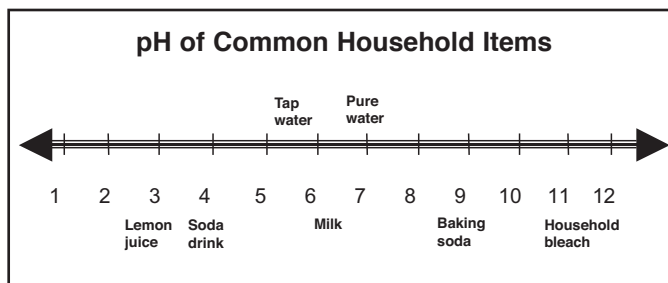 pH of Common Household Items
Tap
water
Pure
water
1 2 3 4 5 6 7 8 9 10 11 12
Lemon
juice
Soda
drink
Milk
Baking
soda
Household
bleach